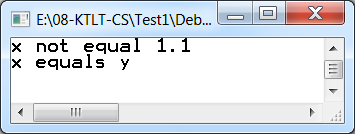 E:\08-KTLT-CS\Test1\Deb...
x not equal 1.1
x equals y